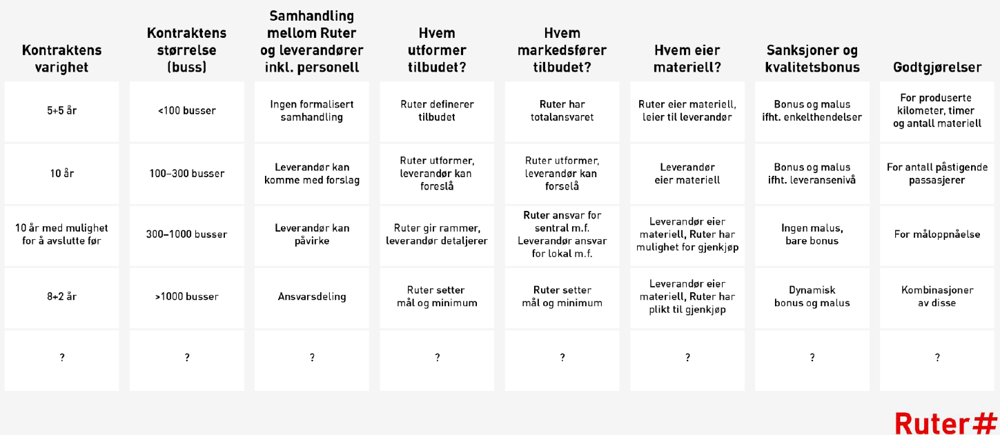 Kontraktens
varighet
Kontraktens
størrelse
(buss)
Samhandling
mellom Ruter
og leverandører
inkl. personell
Hvem
utformer
tilbudet?
Hvem
markedsfører
tilbudet?
Hvem eier
materiell?
Sanksjoner og
kvalitetsbonus
Godtgjørelser
5+5 år
<100 busser
Ingen formalisert
samhandling
Ruter definerer
tilbudet
Ruter har
totalansvaret
Ruter eier materiell,
leier til leverandør
Bonus og malus
ifht. enkelthendelser
For produserte
kilometer, timer
og antall materiell
10 år
100–300 busser
Leverandør kan
komme med forslag
Ruter utformer,
leverandør kan
foreslå
Ruter utformer,
leverandør kan
forselå
Leverandør
eier materiell
Bonus og malus
ifht. leveransenivå
For antall påstigende
passasjerer
10 år med mulighet
for å avslutte før
300–1000 busser
Leverandør kan
påvirke
Ruter gir rammer,
leverandør detaljerer
Ruter ansvar for
sentral m.f.
Leverandør ansvar
for lokal m.f.
Leverandør eier
materiell, Ruter har
mulighet for gjenkjøp
Ingen malus,
bare bonus
For måloppnåelse
8+2 år
>1000 busser
Ansvarsdeling
Ruter setter
mål og minimum
Ruter setter
mål og minimum
Leverandør eier
materiell, Ruter har
plikt til gjenkjøp
Dynamisk
bonus og malus
Kombinasjoner
av disse
?
?
?
?
?
?
?
?
Ruter#